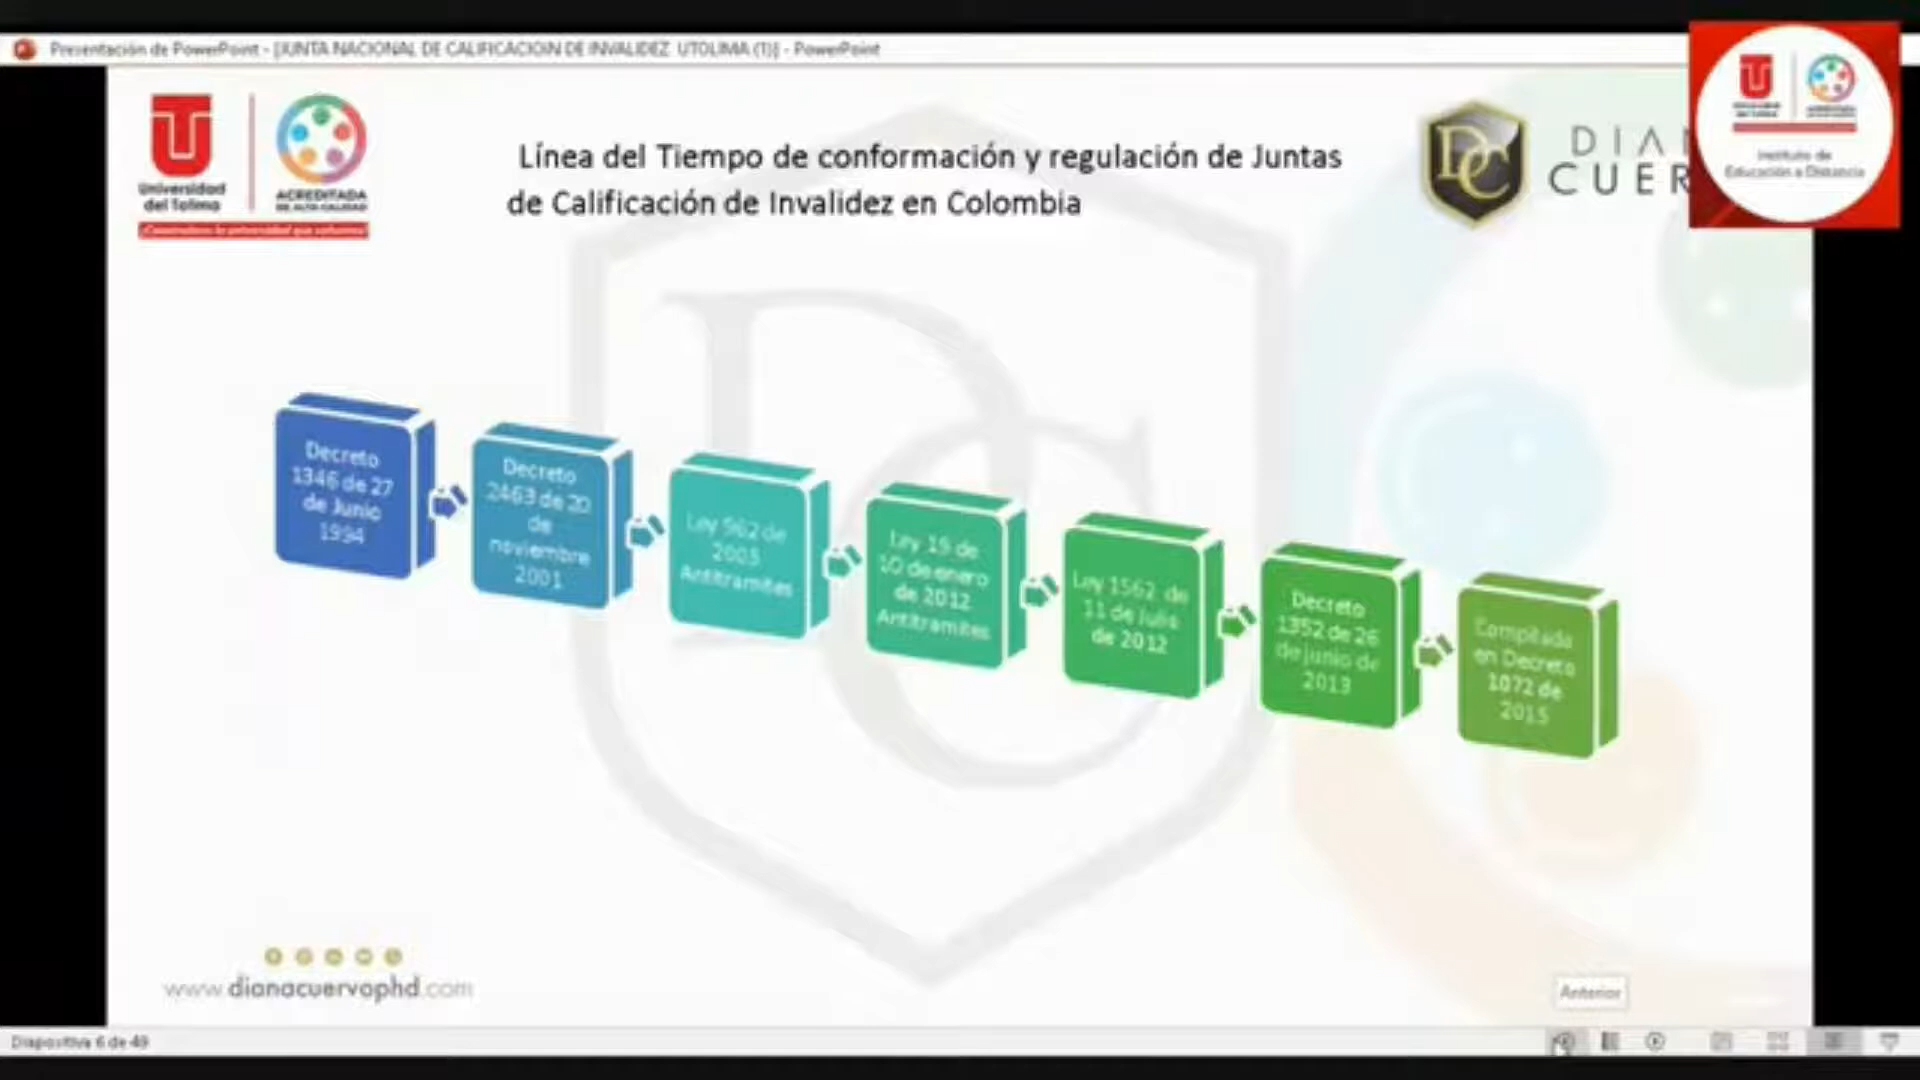 Presentación de PowerPoint - [JUNTA NACIONAL DE CALIFICACION DE INVALIDEZ UTOLIMA (1)] - PowerPoint
Universidad
del Tolima
ACREDITADA
DE ALTA CALIDAD
Línea del Tiempo de conformación y regulación de Juntas
de Calificación de Invalidez en Colombia
DC
DIA
CUER
Instituto de
Educación a Distancia
Decreto
1346 de 27
de Junio
1994
Decreto
2463 de 20
de
noviembre
2001
Ley 962 de
2005
Antitramites
Ley 19 de
10 de enero
de 2012
Antitramites
Ley 1562 de
11 de Julio
de 2012
Decreto
1352 de 26
de junio de
2013
Compilado
en Decreto
1072 de
2015
www.dianacuervophd.com
Anterior
Diapositiva 6 de 49